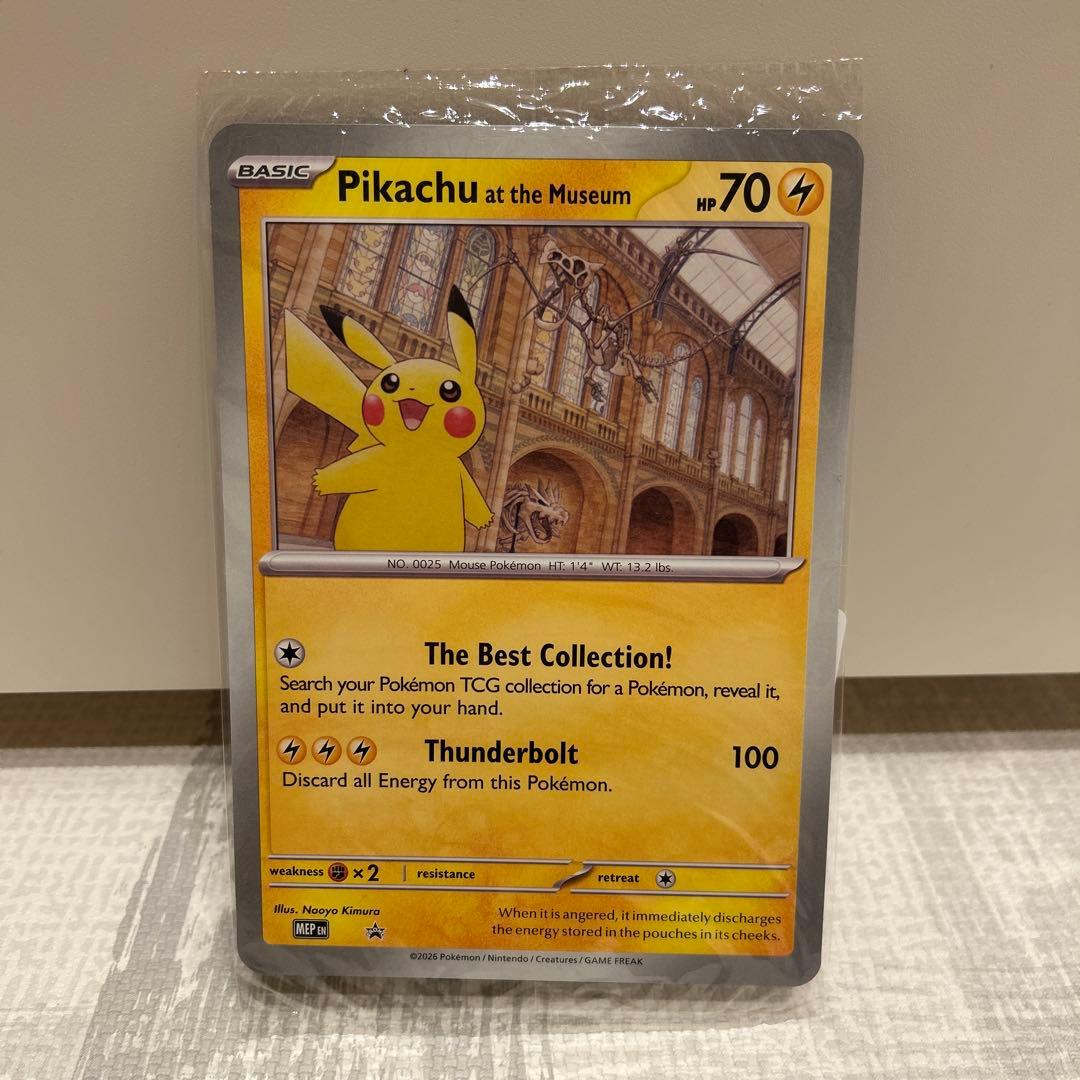 BASIC
Pikachu at the Museum
HP 70
NO. 0025 Mouse Pokémon HT: 1'4" WT: 13.2 lbs.
The Best Collection!
Search your Pokémon TCG collection for a Pokémon, reveal it,
and put it into your hand.
Thunderbolt 100
Discard all Energy from this Pokémon.
weakness ×2 resistance retreat
Illus. Naoyo Kimura
When it is angered, it immediately discharges
MEP EN
the energy stored in the pouches in its cheeks.
©2026 Pokémon / Nintendo / Creatures / GAME FREAK